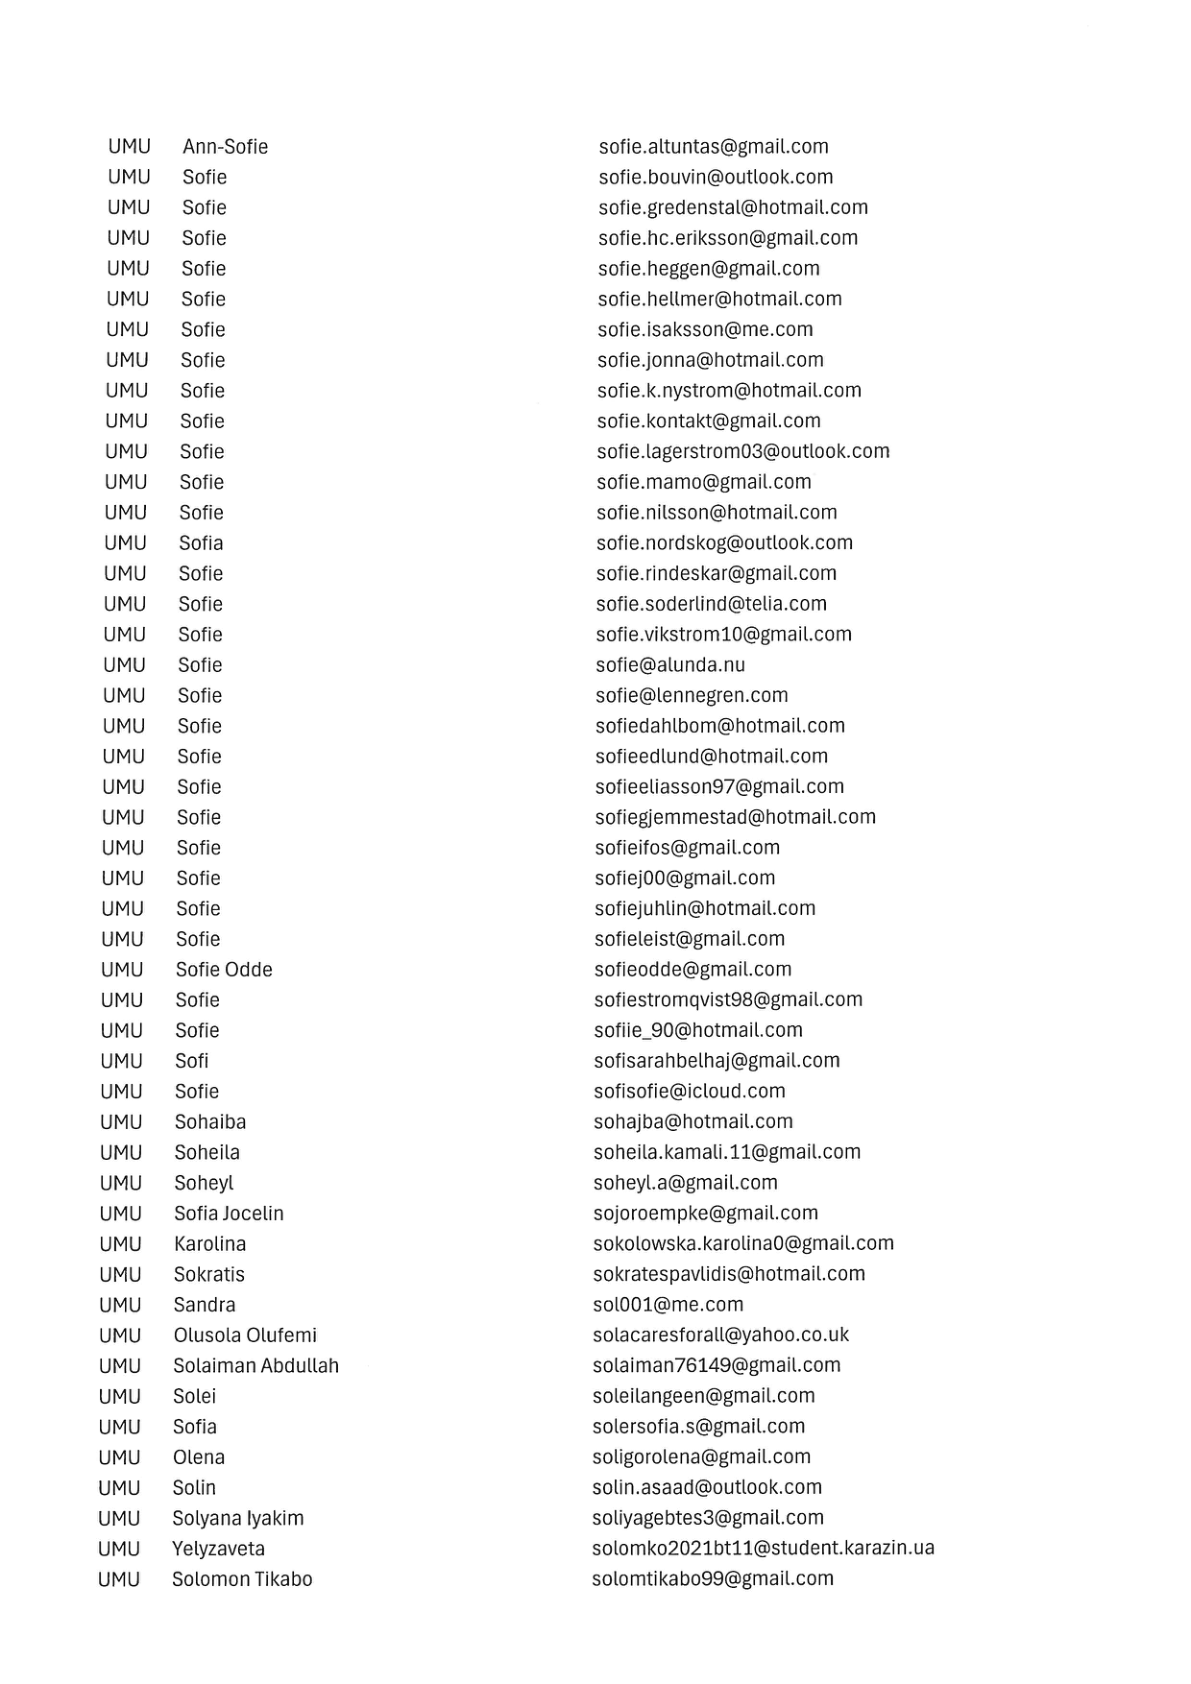 UMU Ann-Sofie sofie.altuntas@gmail.com
UMU Sofie sofie.bouvin@outlook.com
UMU Sofie sofie.gredenstal@hotmail.com
UMU Sofie sofie.hc.eriksson@gmail.com
UMU Sofie sofie.heggen@gmail.com
UMU Sofie sofie.hellmer@hotmail.com
UMU Sofie sofie.isaksson@me.com
UMU Sofie sofie.jonna@hotmail.com
UMU Sofie sofie.k.nystrom@hotmail.com
UMU Sofie sofie.kontakt@gmail.com
UMU Sofie sofie.lagerstrom03@outlook.com
UMU Sofie sofie.mamo@gmail.com
UMU Sofie sofie.nilsson@hotmail.com
UMU Sofia sofie.nordskog@outlook.com
UMU Sofie sofie.rindeskar@gmail.com
UMU Sofie sofie.soderlind@telia.com
UMU Sofie sofie.vikstrom10@gmail.com
UMU Sofie sofie@alunda.nu
UMU Sofie sofie@lennegren.com
UMU Sofie sofiedahlbom@hotmail.com
UMU Sofie sofieedlund@hotmail.com
UMU Sofie sofieeliasson97@gmail.com
UMU Sofie sofiegjemmestad@hotmail.com
UMU Sofie sofieifos@gmail.com
UMU Sofie sofiej00@gmail.com
UMU Sofie sofiejuhlin@hotmail.com
UMU Sofie sofieleist@gmail.com
UMU Sofie Odde sofieodde@gmail.com
UMU Sofie sofiestromqvist98@gmail.com
UMU Sofie sofiie_90@hotmail.com
UMU Sofi sofisarahbelhaj@gmail.com
UMU Sofie sofisofie@icloud.com
UMU Sohaiba sohajba@hotmail.com
UMU Soheila soheila.kamali.11@gmail.com
UMU Soheyl soheyl.a@gmail.com
UMU Sofia Jocelin sojoroempke@gmail.com
UMU Karolina sokolowska.karolina0@gmail.com
UMU Sokratis sokratespavlidis@hotmail.com
UMU Sandra sol001@me.com
UMU Olusola Olufemi solacaresforall@yahoo.co.uk
UMU Solaiman Abdullah solaiman76149@gmail.com
UMU Solei soleilangeen@gmail.com
UMU Sofia solersofia.s@gmail.com
UMU Olena soligorolena@gmail.com
UMU Solin solin.asaad@outlook.com
UMU Solyana Iyakim soliyagebtes3@gmail.com
UMU Yelyzaveta solomko2021bt11@student.karazin.ua
UMU Solomon Tikabo solomtikabo99@gmail.com